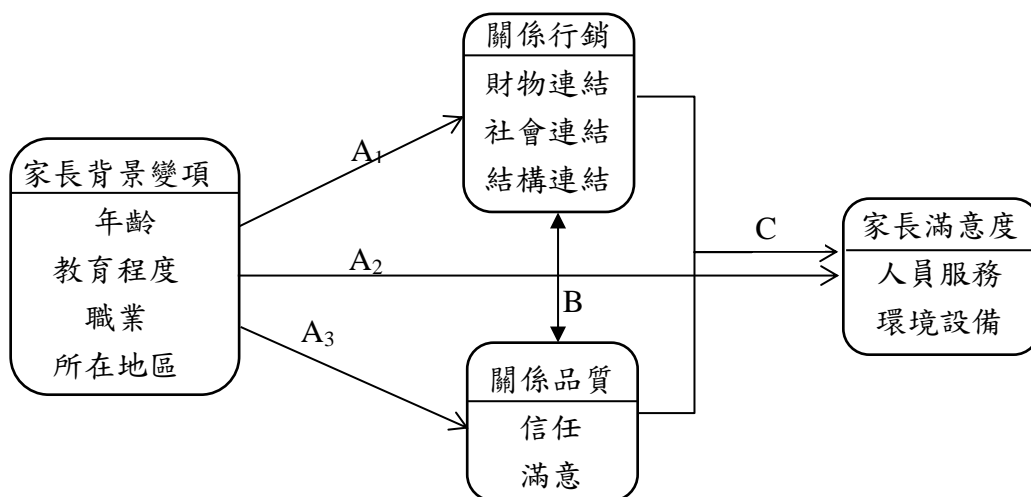 關係行銷
財物連結
社會連結
結構連結
家長背景變項
年齡
教育程度
職業
所在地區
A1
A2
A3
B
C
關係品質
信任
滿意
家長滿意度
人員服務
環境設備